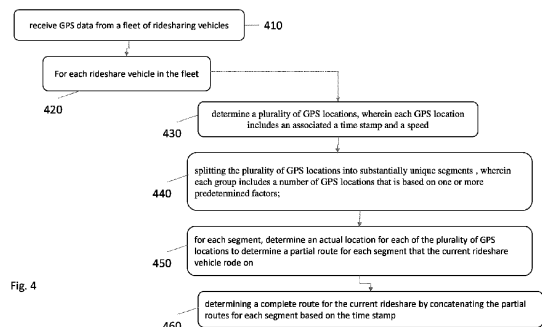 receive GPS data from a fleet of ridesharing vehicles
410
For each rideshare vehicle in the fleet
420
determine a plurality of GPS locations, wherein each GPS location
includes an associated a time stamp and a speed
430
splitting the plurality of GPS locations into substantially unique segments , wherein
each group includes a number of GPS locations that is based on one or more
predetermined factors;
440
for each segment, determine an actual location for each of the plurality of GPS
locations to determine a partial route for each segment that the current rideshare
vehicle rode on
450
Fig. 4
determining a complete route for the current rideshare by concatenating the partial
routes for each segment based on the time stamp
460